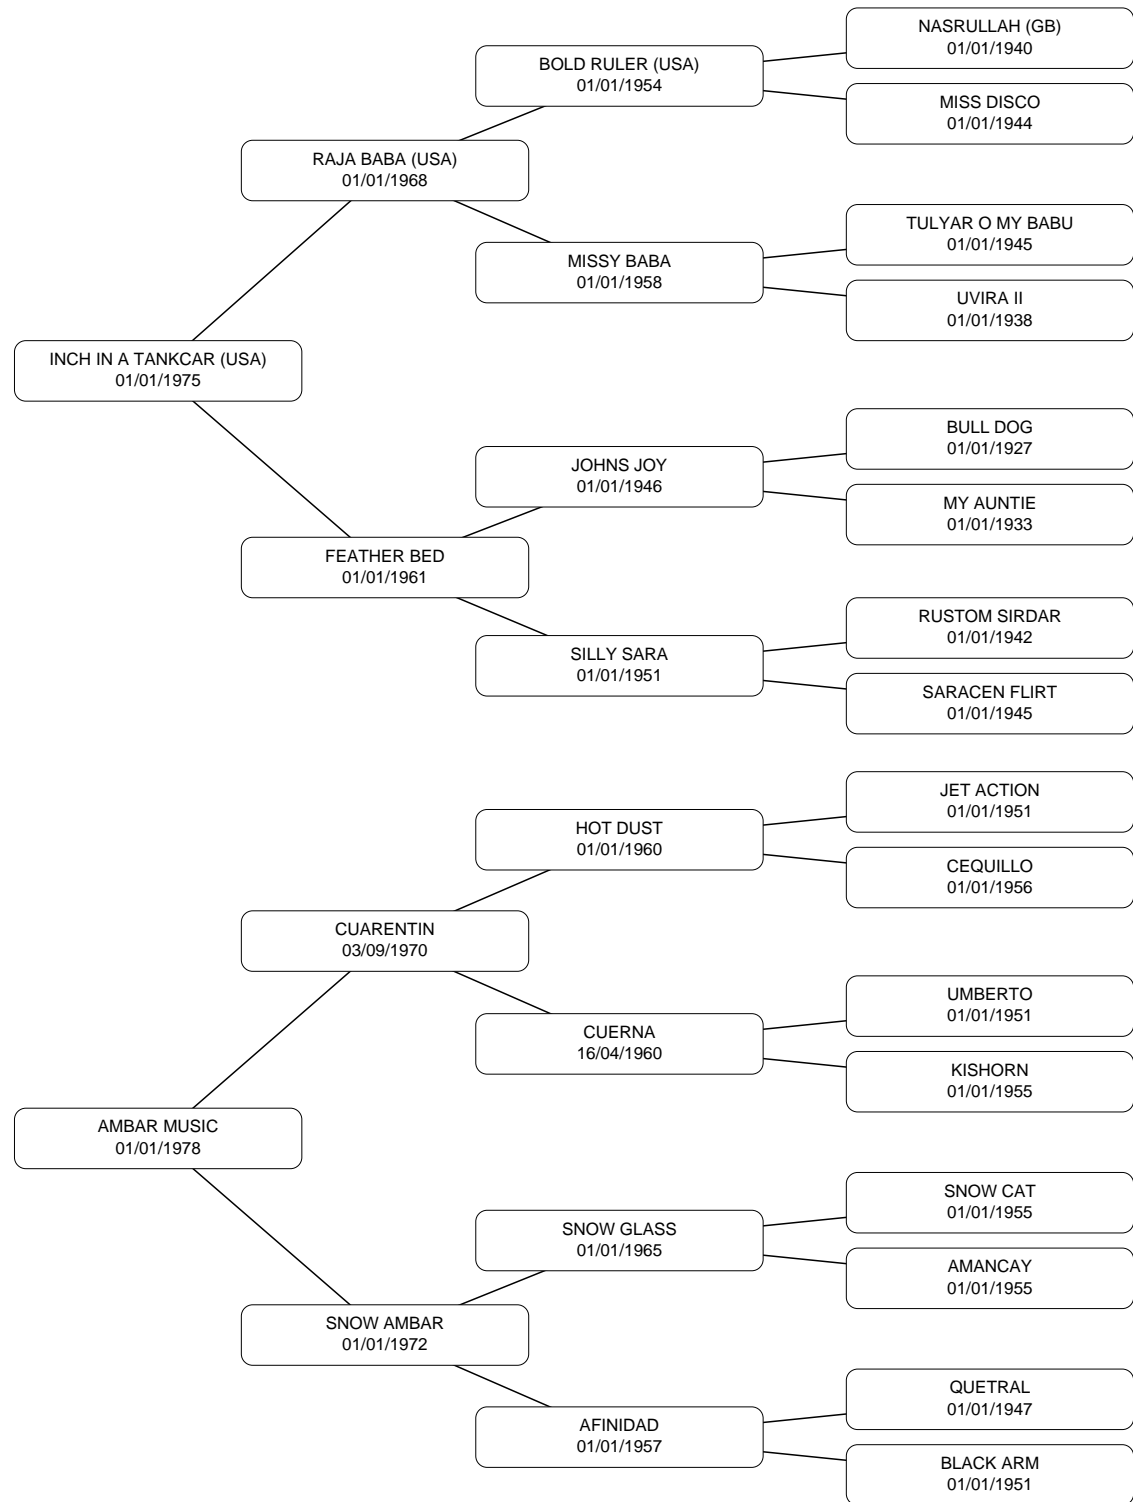 NASRULLAH (GB)
01/01/1940
BOLD RULER (USA)
01/01/1954
MISS DISCO
01/01/1944
RAJA BABA (USA)
01/01/1968
TULYAR O MY BABU
01/01/1945
MISSY BABA
01/01/1958
UVIRA II
01/01/1938
INCH IN A TANKCAR (USA)
01/01/1975
BULL DOG
01/01/1927
JOHNS JOY
01/01/1946
MY AUNTIE
01/01/1933
FEATHER BED
01/01/1961
RUSTOM SIRDAR
01/01/1942
SILLY SARA
01/01/1951
SARACEN FLIRT
01/01/1945
JET ACTION
01/01/1951
HOT DUST
01/01/1960
CEQUILLO
01/01/1956
CUARENTIN
03/09/1970
UMBERTO
01/01/1951
CUERNA
16/04/1960
KISHORN
01/01/1955
AMBAR MUSIC
01/01/1978
SNOW CAT
01/01/1955
SNOW GLASS
01/01/1965
AMANCAY
01/01/1955
SNOW AMBAR
01/01/1972
QUETRAL
01/01/1947
AFINIDAD
01/01/1957
BLACK ARM
01/01/1951